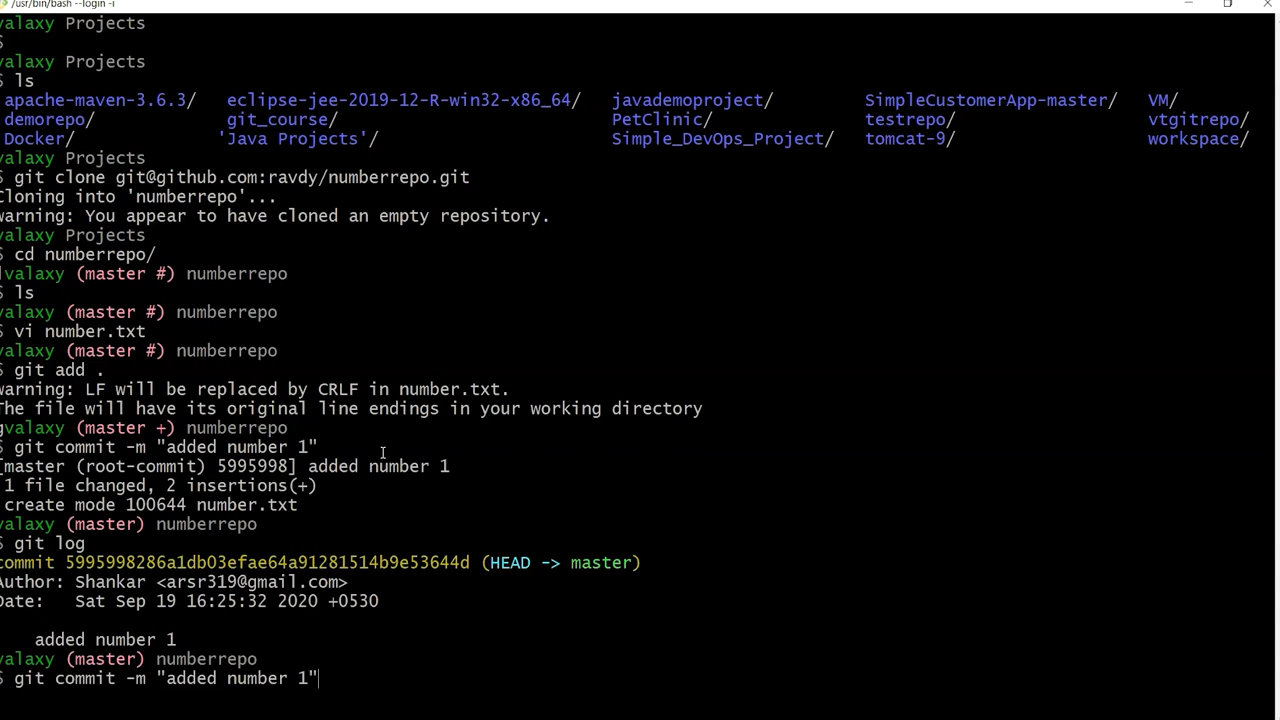 /usr/bin/bash --login -i
valaxy Projects
$
valaxy Projects
$ ls
apache-maven-3.6.3/ eclipse-jee-2019-12-R-win32-x86_64/ javademoproject/ SimpleCustomerApp-master/ VM/
demorepo/ git_course/ PetClinic/ testrepo/ vtgitrepo/
Docker/ 'Java Projects'/ Simple_DevOps_Project/ tomcat-9/ workspace/
valaxy Projects
$ git clone git@github.com:ravdy/numberrepo.git
Cloning into 'numberrepo'...
warning: You appear to have cloned an empty repository.
valaxy Projects
$ cd numberrepo/
lvalaxy (master #) numberrepo
$ ls
valaxy (master #) numberrepo
$ vi number.txt
valaxy (master #) numberrepo
$ git add .
warning: LF will be replaced by CRLF in number.txt.
The file will have its original line endings in your working directory
gvalaxy (master +) numberrepo
$ git commit -m "added number 1"
[master (root-commit) 5995998] added number 1
1 file changed, 2 insertions(+)
create mode 100644 number.txt
valaxy (master) numberrepo
$ git log
commit 5995998286a1db03efae64a91281514b9e53644d (HEAD -> master)
Author: Shankar <arsr319@gmail.com>
Date: Sat Sep 19 16:25:32 2020 +0530
added number 1
valaxy (master) numberrepo
$ git commit -m "added number 1"